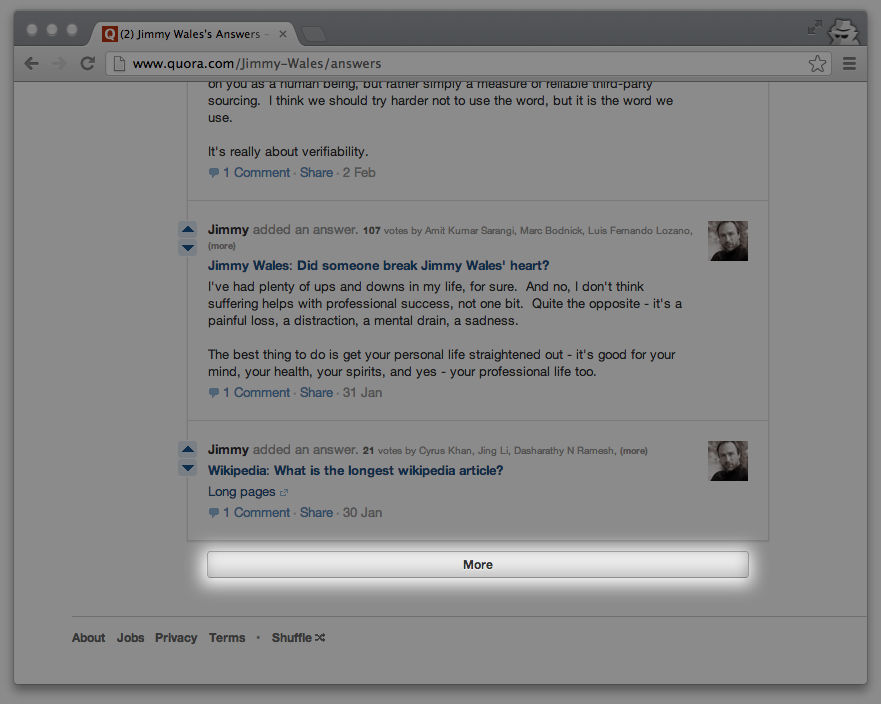 (2) Jimmy Wales's Answers -
www.quora.com/Jimmy-Wales/answers
on you as a human being, but rather simply a measure of reliable third-party
sourcing. I think we should try harder not to use the word, but it is the word we
use.
It's really about verifiability.
1 Comment · Share · 2 Feb
Jimmy added an answer. 107 votes by Amit Kumar Sarangi, Marc Bodnick, Luis Fernando Lozano,
(more)
Jimmy Wales: Did someone break Jimmy Wales' heart?
I've had plenty of ups and downs in my life, for sure. And no, I don't think
suffering helps with professional success, not one bit. Quite the opposite - it's a
painful loss, a distraction, a mental drain, a sadness.
The best thing to do is get your personal life straightened out - it's good for your
mind, your health, your spirits, and yes - your professional life too.
1 Comment · Share · 31 Jan
Jimmy added an answer. 21 votes by Cyrus Khan, Jing Li, Dasharathy N Ramesh, (more)
Wikipedia: What is the longest wikipedia article?
Long pages
1 Comment · Share · 30 Jan
More
About Jobs Privacy Terms · Shuffle